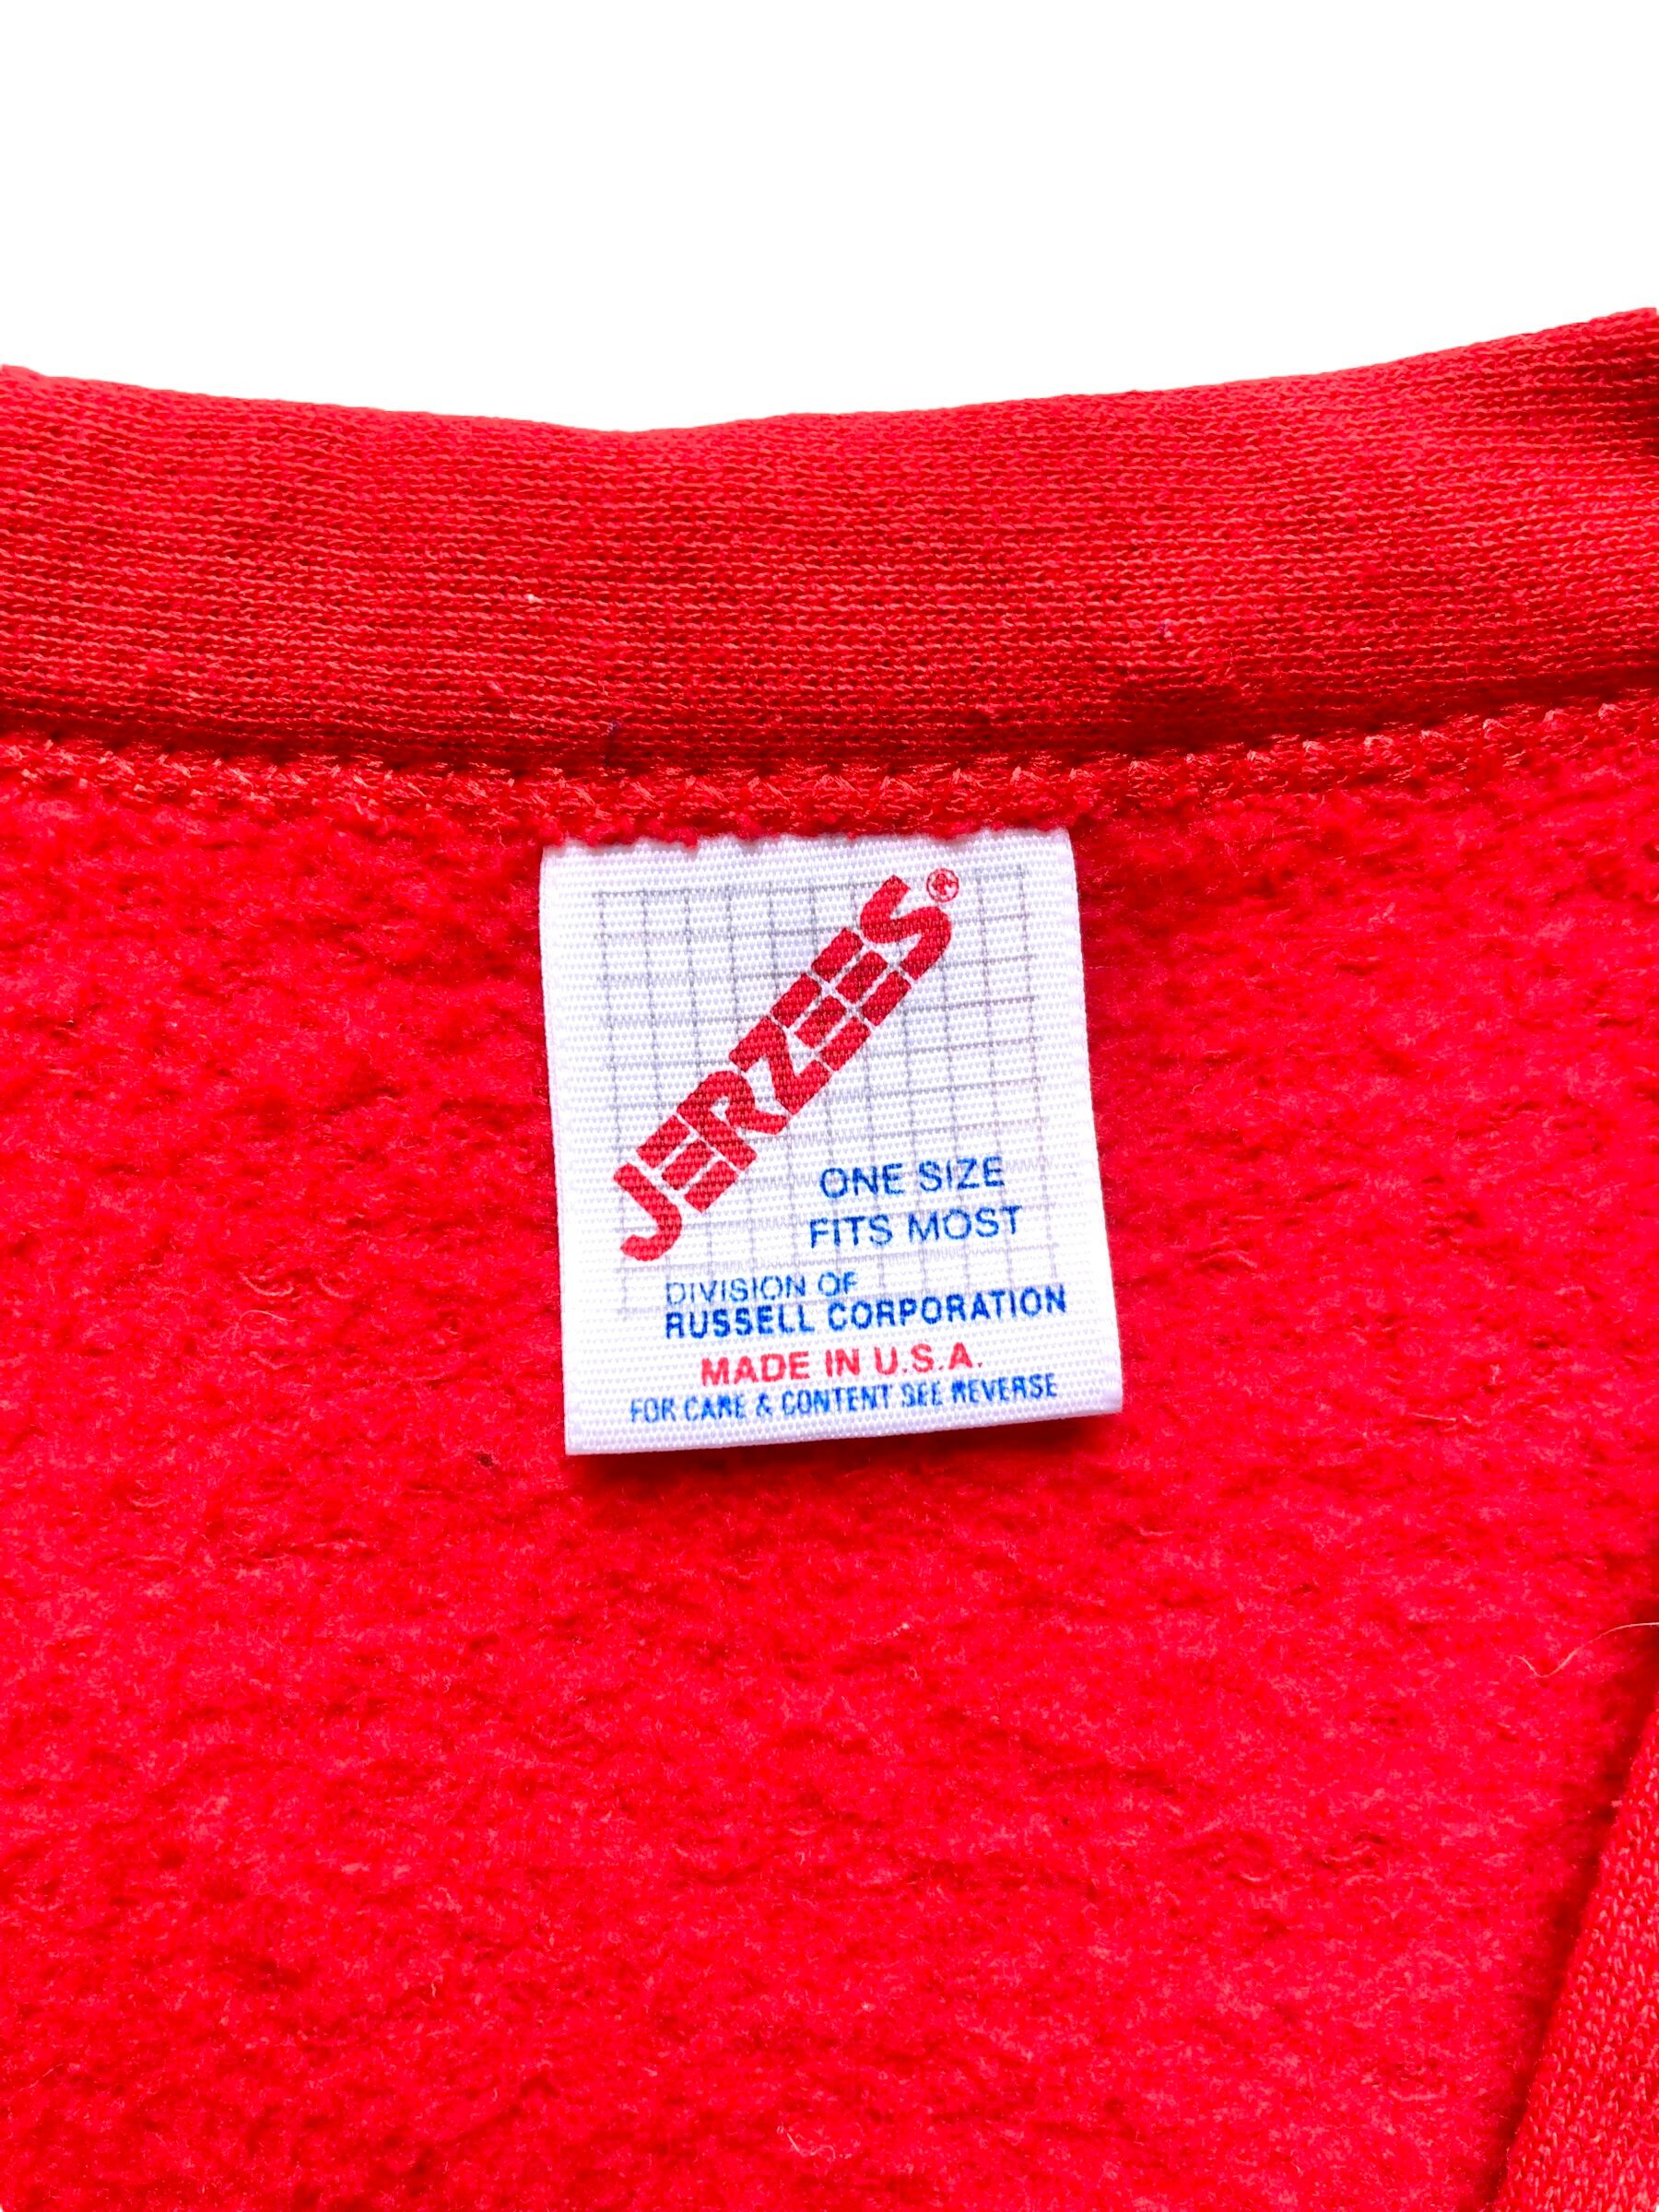 JERZEES®
ONE SIZE
FITS MOST
DIVISION OF
RUSSELL CORPORATION
MADE IN U.S.A.
FOR CARE & CONTENT SEE REVERSE